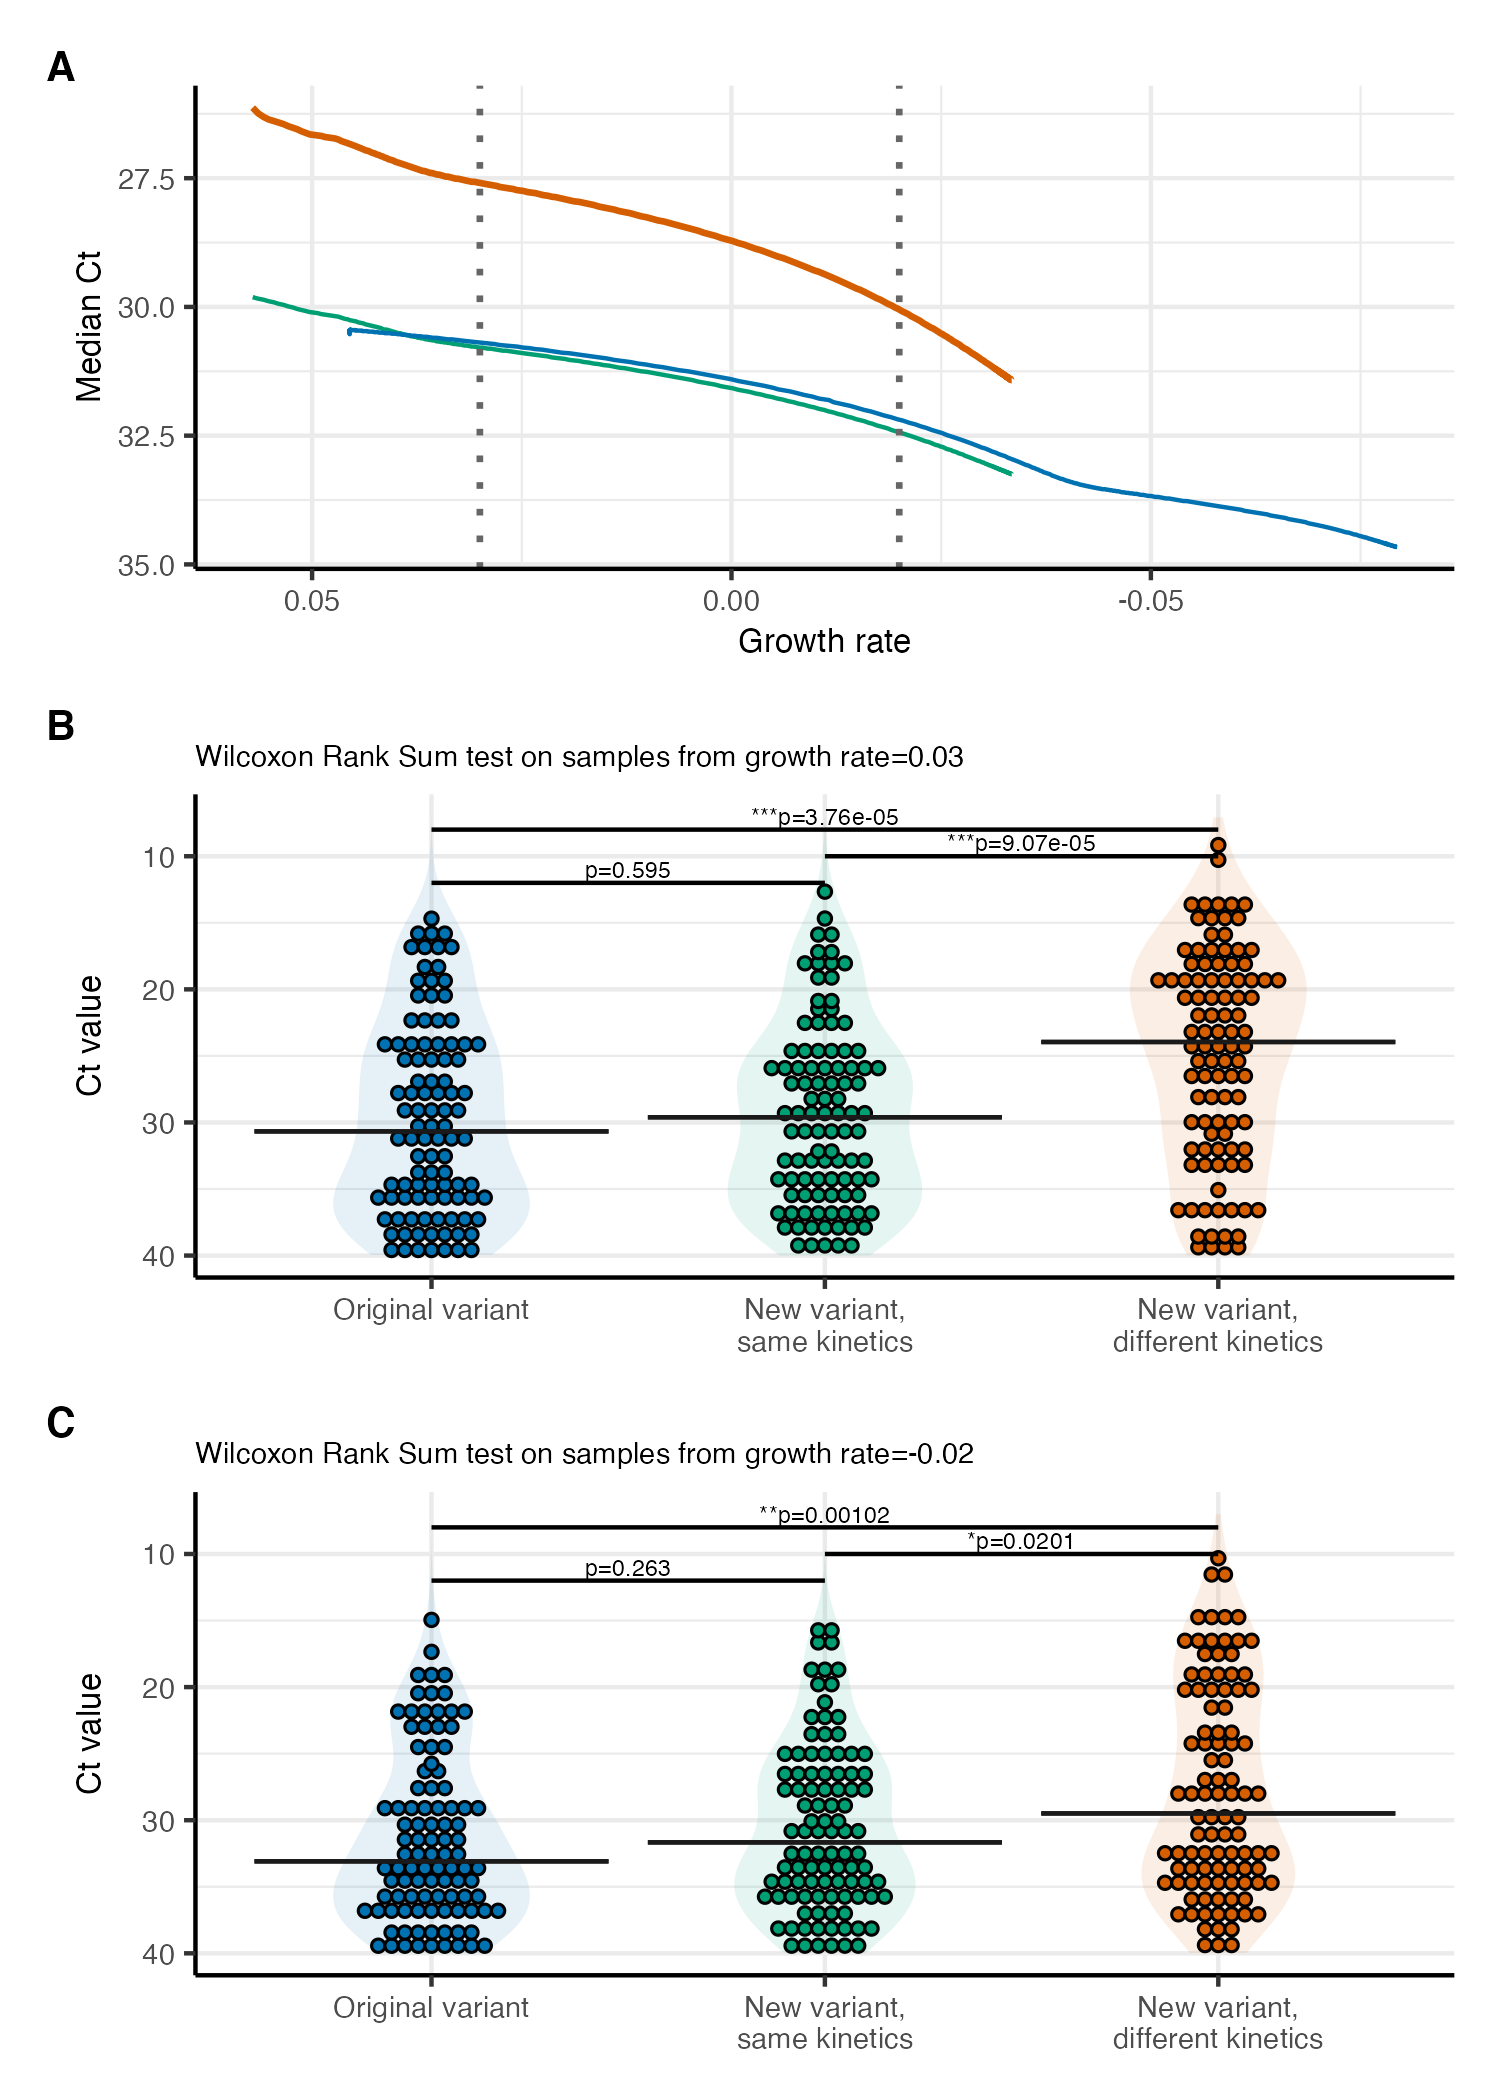 A
27.5
30.0
32.5
35.0
Median Ct
0.05
0.00
-0.05
Growth rate
B
Wilcoxon Rank Sum test on samples from growth rate=0.03
***p=3.76e-05
***p=9.07e-05
p=0.595
10
20
30
40
Ct value
Original variant
New variant,
same kinetics
New variant,
different kinetics
C
Wilcoxon Rank Sum test on samples from growth rate=-0.02
**p=0.00102
*p=0.0201
p=0.263
10
20
30
40
Ct value
Original variant
New variant,
same kinetics
New variant,
different kinetics